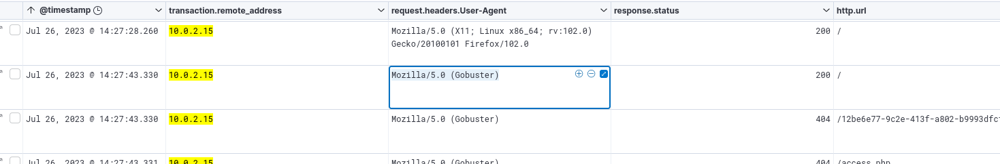 @timestamp transaction.remote_address request.headers.User-Agent response.status http.url
Jul 26, 2023 @ 14:27:28.260 10.0.2.15 Mozilla/5.0 (X11; Linux x86_64; rv:102.0) 200 /
Gecko/20100101 Firefox/102.0
Jul 26, 2023 @ 14:27:43.330 10.0.2.15 Mozilla/5.0 (Gobuster) 200 /
Jul 26, 2023 @ 14:27:43.330 10.0.2.15 Mozilla/5.0 (Gobuster) 404 /12be6e77-9c2e-413f-a802-b9993dfc
Jul 26, 2023 @ 14:27:43.331 10.0.2.15 Mozilla/5.0 (Gobuster) 404 /access.php